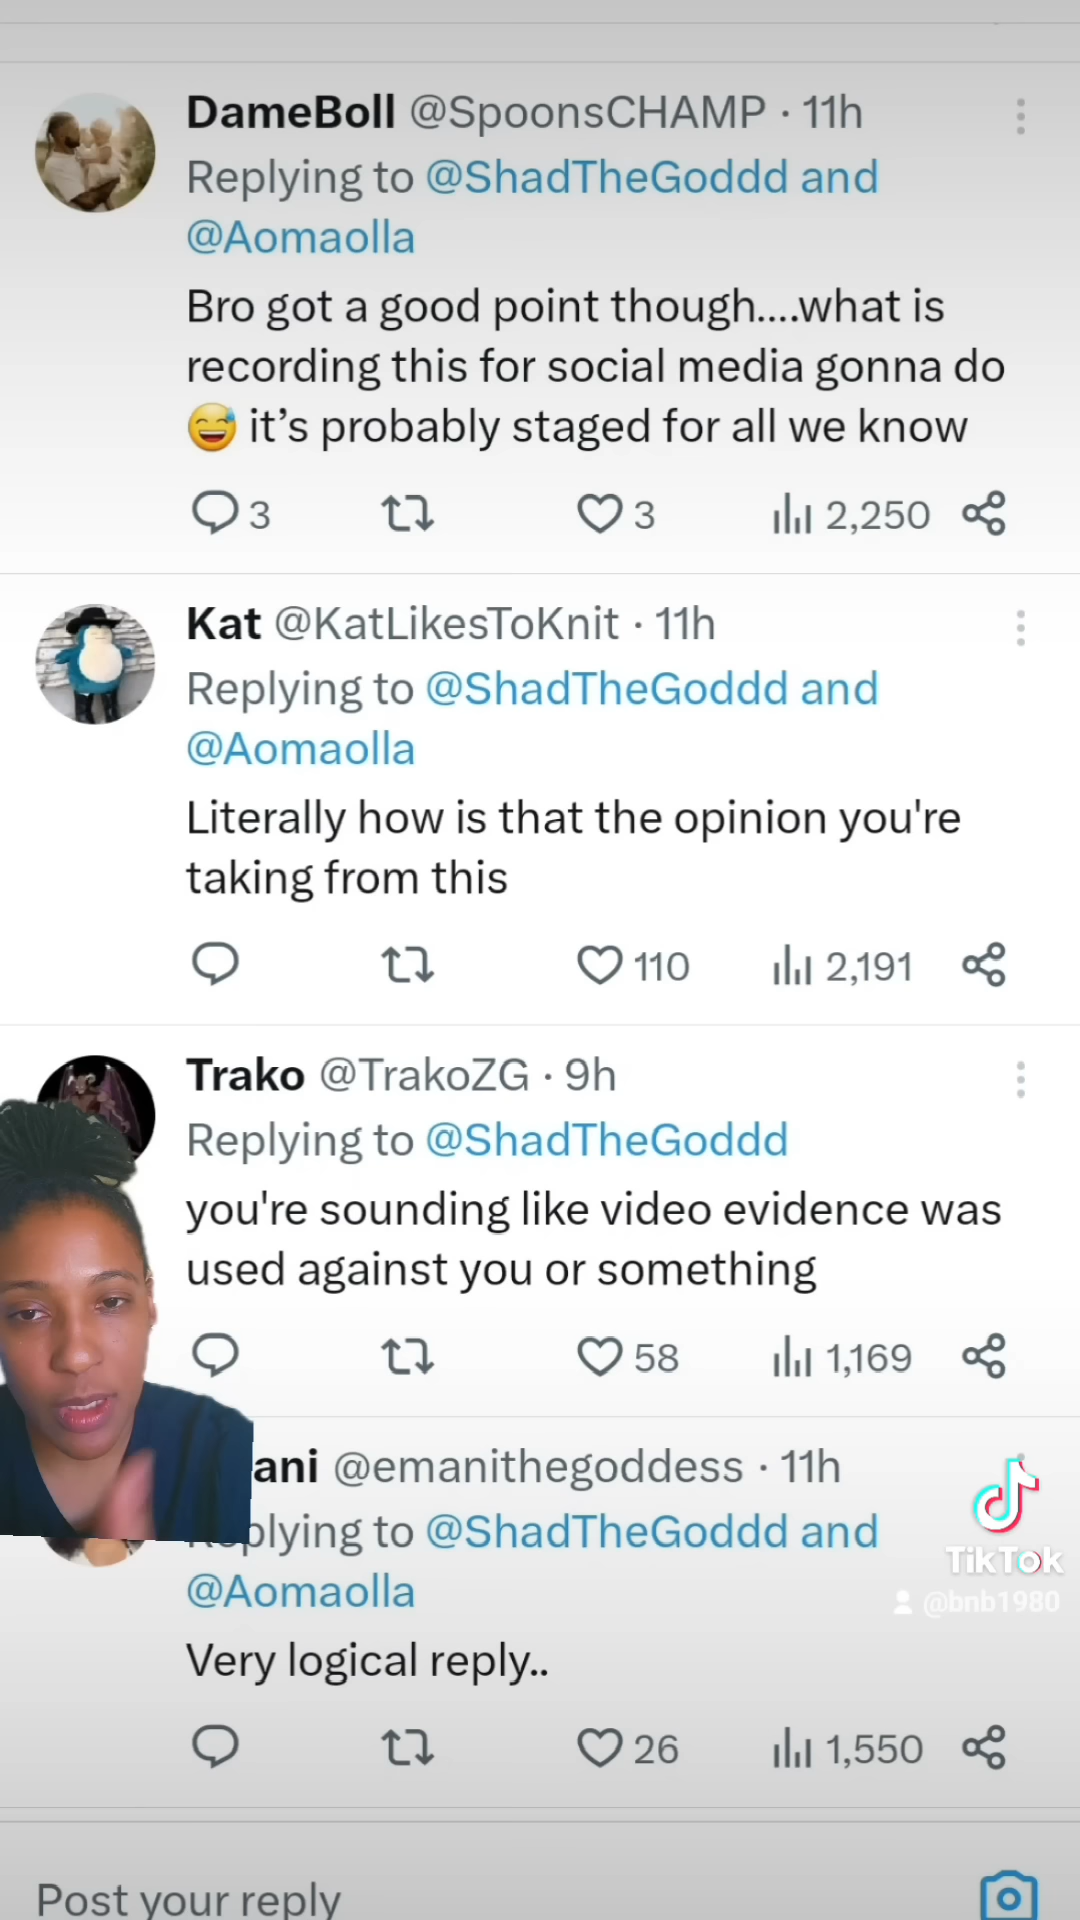 DameBoll @SpoonsCHAMP · 11h
Replying to @ShadTheGoddd and
@Aomaolla
Bro got a good point though....what is
recording this for social media gonna do
😅 it’s probably staged for all we know
3 3 2,250
Kat @KatLikesToKnit · 11h
Replying to @ShadTheGoddd and
@Aomaolla
Literally how is that the opinion you're
taking from this
110 2,191
Trako @TrakoZG · 9h
Replying to @ShadTheGoddd
you're sounding like video evidence was
used against you or something
58 1,169
ani @emanithegoddess · 11h
plying to @ShadTheGoddd and
@Aomaolla
TikTok
@bnb1980
Very logical reply..
26 1,550
Post your reply